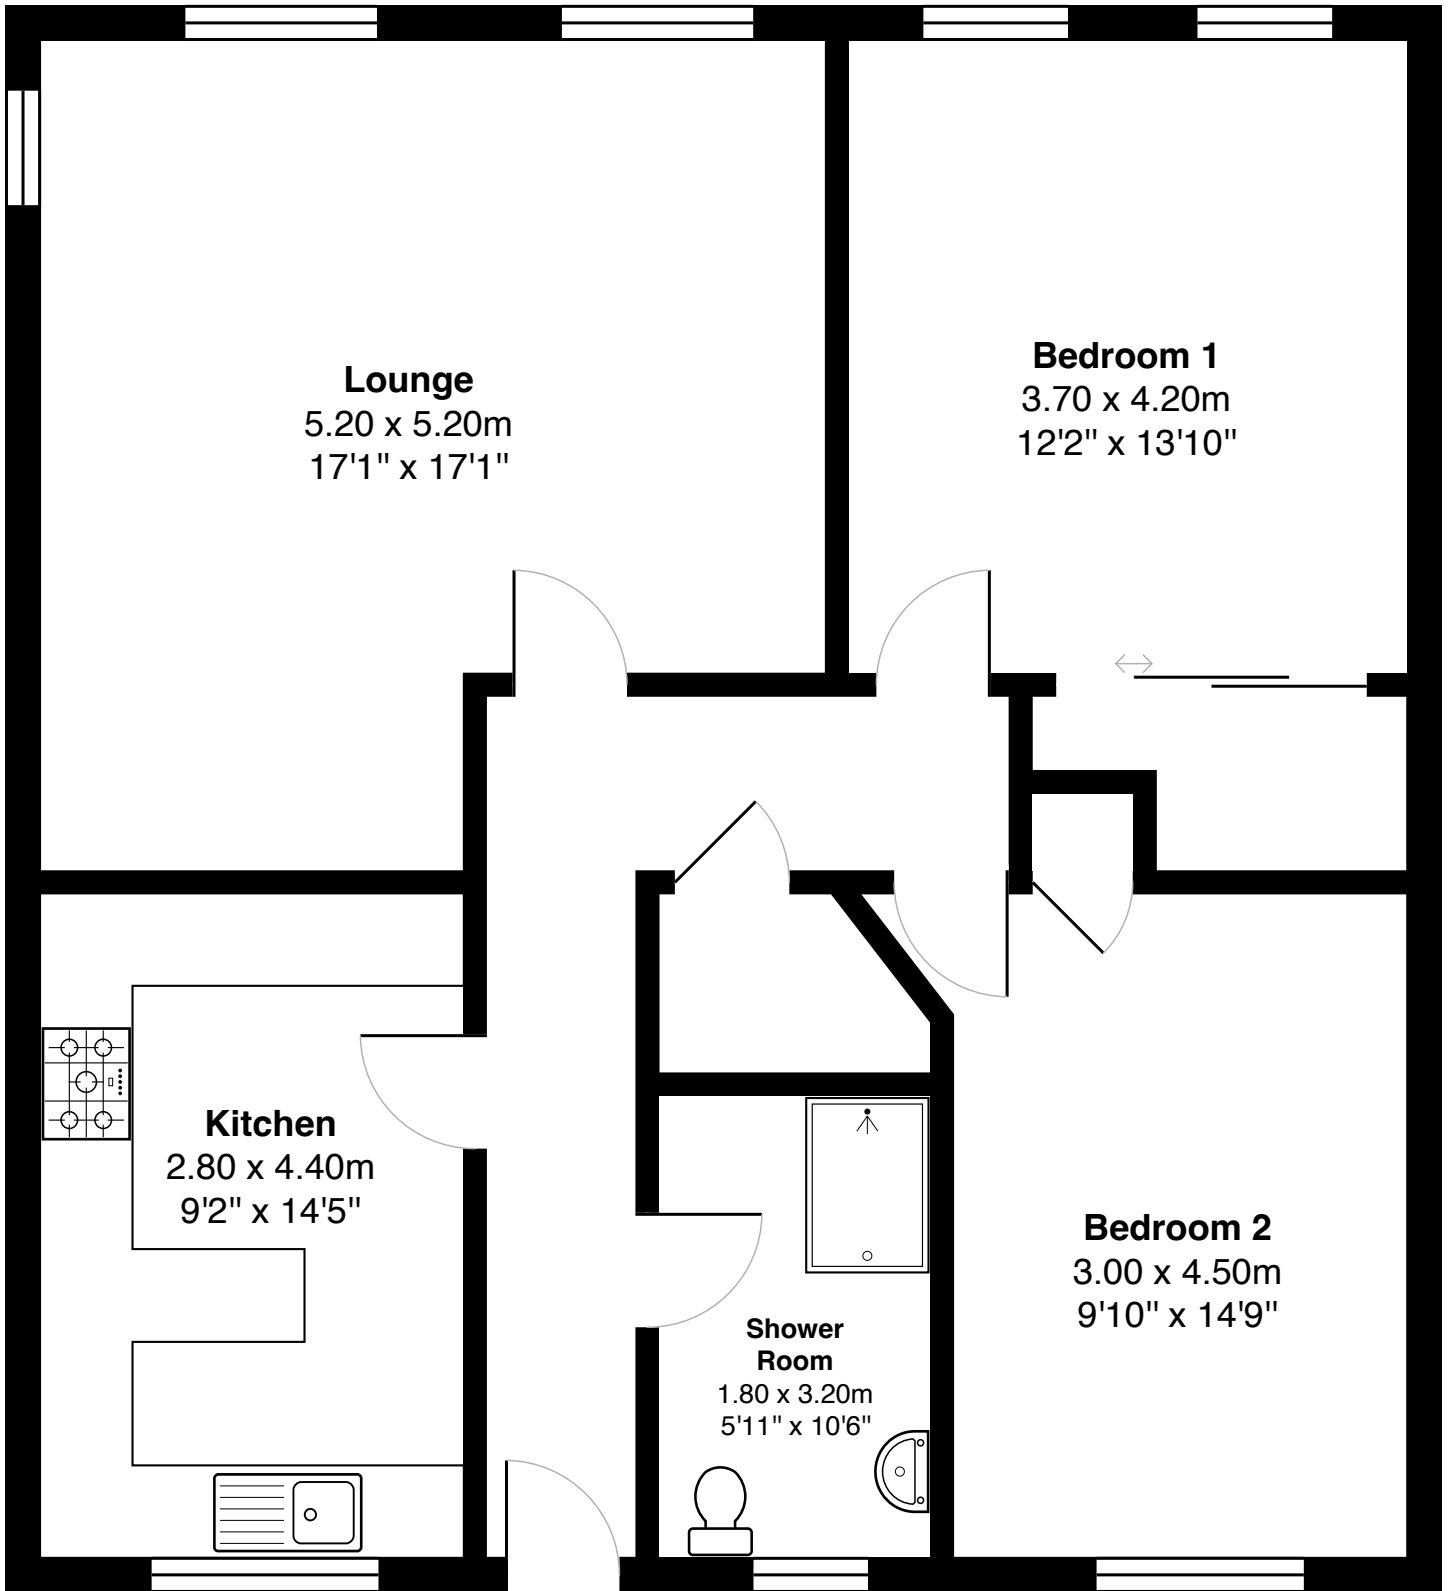 Lounge
5.20 x 5.20m
17'1" x 17'1"
Bedroom 1
3.70 x 4.20m
12'2" x 13'10"
Kitchen
2.80 x 4.40m
9'2" x 14'5"
Shower
Room
1.80 x 3.20m
5'11" x 10'6"
Bedroom 2
3.00 x 4.50m
9'10" x 14'9"